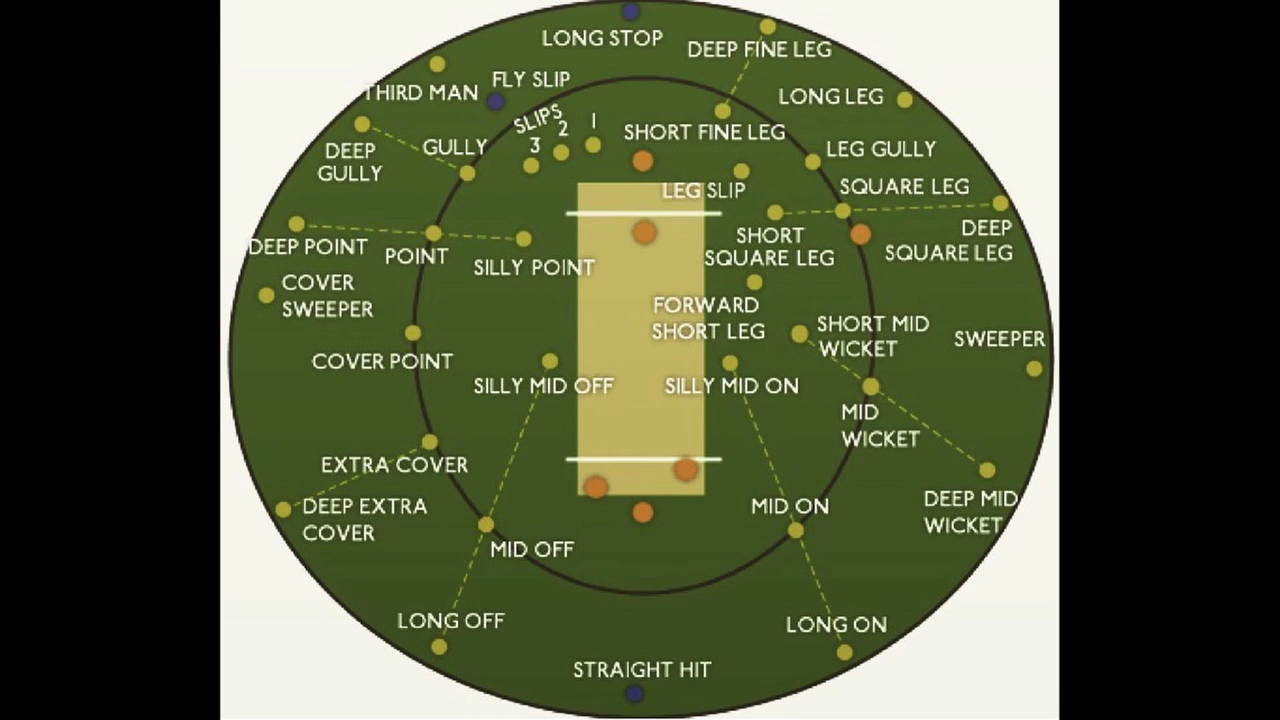 LONG STOP
DEEP FINE LEG
THIRD MAN
FLY SLIP
LONG LEG
SLIPS
1
2
3
SHORT FINE LEG
DEEP
GULLY
GULLY
LEG GULLY
LEG SLIP
SQUARE LEG
DEEP POINT
POINT
SILLY POINT
SHORT
SQUARE LEG
DEEP
SQUARE LEG
COVER
SWEEPER
FORWARD
SHORT LEG
SHORT MID
WICKET
SWEEPER
COVER POINT
SILLY MID OFF
SILLY MID ON
MID
WICKET
EXTRA COVER
DEEP EXTRA
COVER
MID ON
DEEP MID
WICKET
MID OFF
LONG OFF
LONG ON
STRAIGHT HIT